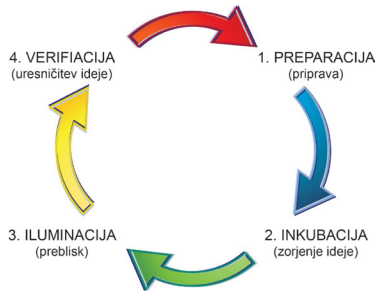 4. VERIFIACIJA
(uresničitev ideje)
1. PREPARACIJA
(priprava)
3. ILUMINACIJA
(preblisk)
2. INKUBACIJA
(zorjenje ideje)